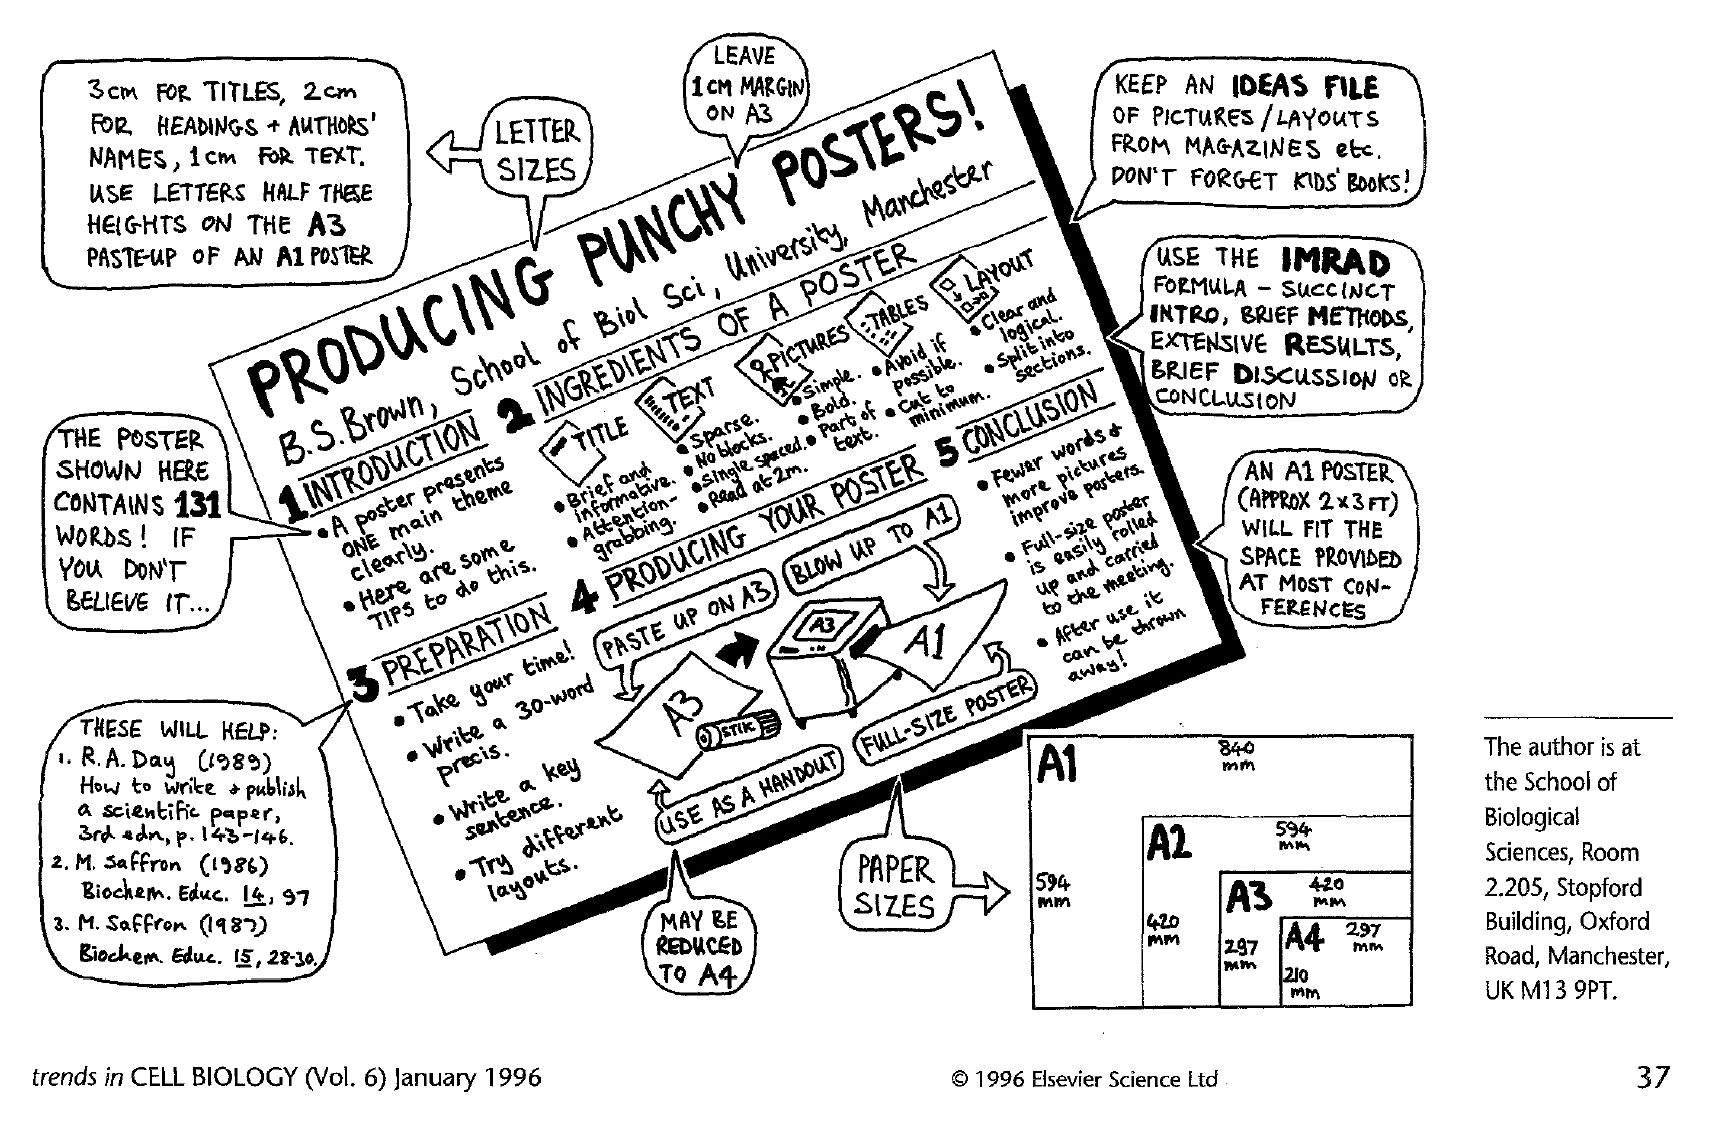 3cm FOR TITLES, 2cm
FOR HEADINGS + AUTHORS'
NAMES, 1cm FOR TEXT.
USE LETTERS HALF THESE
HEIGHTS ON THE A3
PASTE-UP OF AN A1 POSTER
LETTER
SIZES
LEAVE
1CM MARGIN
ON A3
KEEP AN IDEAS FILE
OF PICTURES / LAYOUTS
FROM MAGAZINES etc.
DON'T FORGET KIDS' BOOKS!
USE THE IMRAD
FORMULA - SUCCINCT
INTRO, BRIEF METHODS,
EXTENSIVE RESULTS,
BRIEF DISCUSSION OR
CONCLUSION
AN A1 POSTER
(APPROX 2 x 3 FT)
WILL FIT THE
SPACE PROVIDED
AT MOST CON-
FERENCES
THE POSTER
SHOWN HERE
CONTAINS 131
WORDS! IF
YOU DON'T
BELIEVE IT...
THESE WILL HELP:
1. R.A. Day (1989)
How to write + publish
a scientific paper,
3rd edn, p. 143-146.
2. M. Saffron (1986)
Biochem. Educ. 14, 97
3. M. Saffron (1987)
Biochem. Educ. 15, 28-30.
PRODUCING PUNCHY POSTERS!
B.S. Brown, School of Biol Sci, University, Manchester
1 INTRODUCTION
• A poster presents
ONE main theme
clearly.
• Here are some
TIPS to do this.
2 INGREDIENTS OF A POSTER
TITLE
• Brief and
informative.
• Attention-
grabbing.
TEXT
• Sparse.
• No blocks.
• Single spaced.
• Read at 2m.
PICTURES
• Simple.
• Bold.
• Part of
text.
TABLES
• Avoid if
possible.
• Cut to
minimum.
LAYOUT
• Clear and
logical.
• Split into
sections.
3 PREPARATION
• Take your time!
• Write a 30-word
precis.
• Write a key
sentence.
• Try different
layouts.
4 PRODUCING YOUR POSTER
PASTE UP ON A3
BLOW UP TO A1
A3
STIK
A3
A1
USE AS A HANDOUT
FULL-SIZE POSTER
5 CONCLUSION
• Fewer words +
more pictures
improve posters.
• Full-size poster
is easily rolled
up and carried
to the meeting.
• After use it
can be thrown
away!
MAY BE
REDUCED
TO A4
PAPER
SIZES
A1
840
mm
594
mm
A2
594
mm
420
mm
A3
420
mm
297
mm
A4
297
mm
210
mm
The author is at
the School of
Biological
Sciences, Room
2.205, Stopford
Building, Oxford
Road, Manchester,
UK M13 9PT.
trends in CELL BIOLOGY (Vol. 6) January 1996
© 1996 Elsevier Science Ltd
37